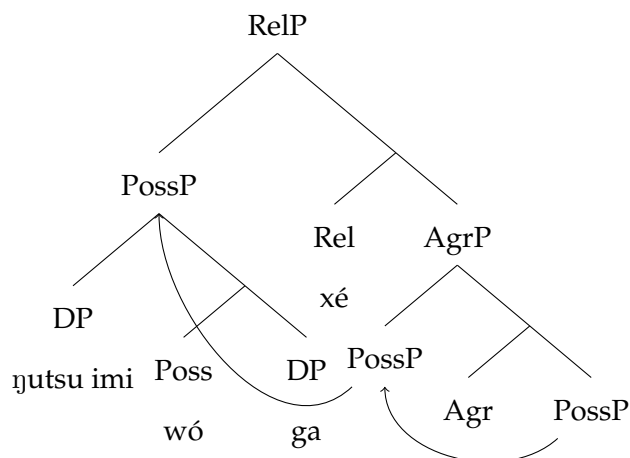 RelP
PossP
Rel AgrP
DP xé
ŋutsu imi Poss DP PossP Agr PossP
wó ga